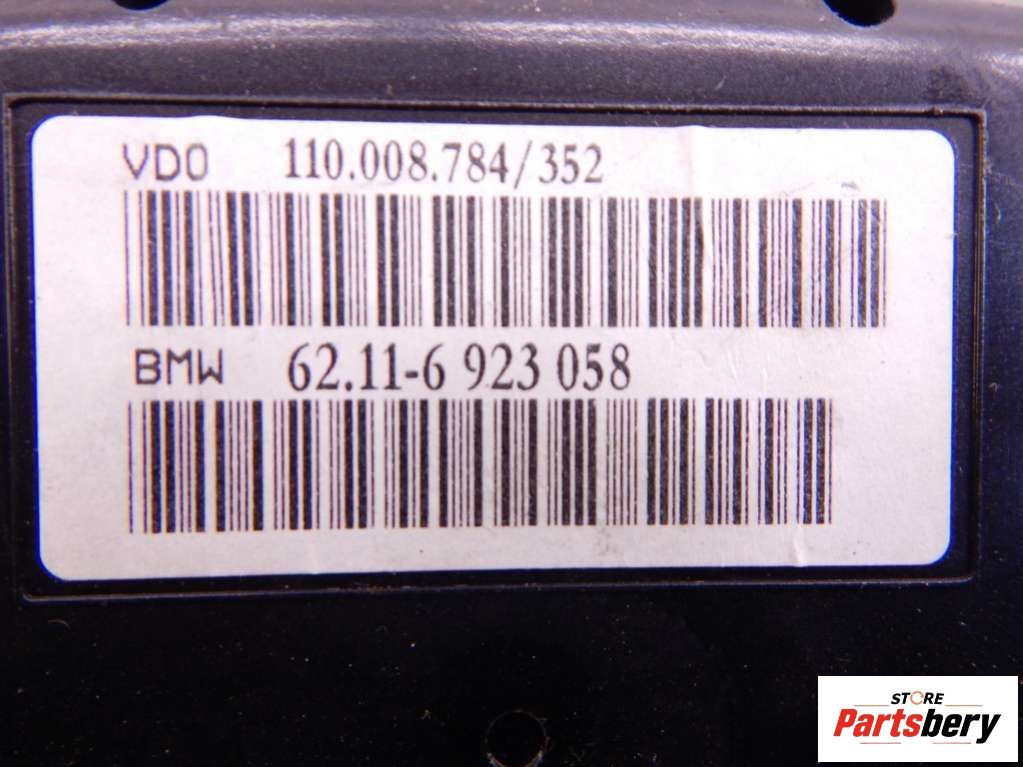 VDO 110.008.784/352
BMW 62.11-6 923 058
STORE
Partsbery